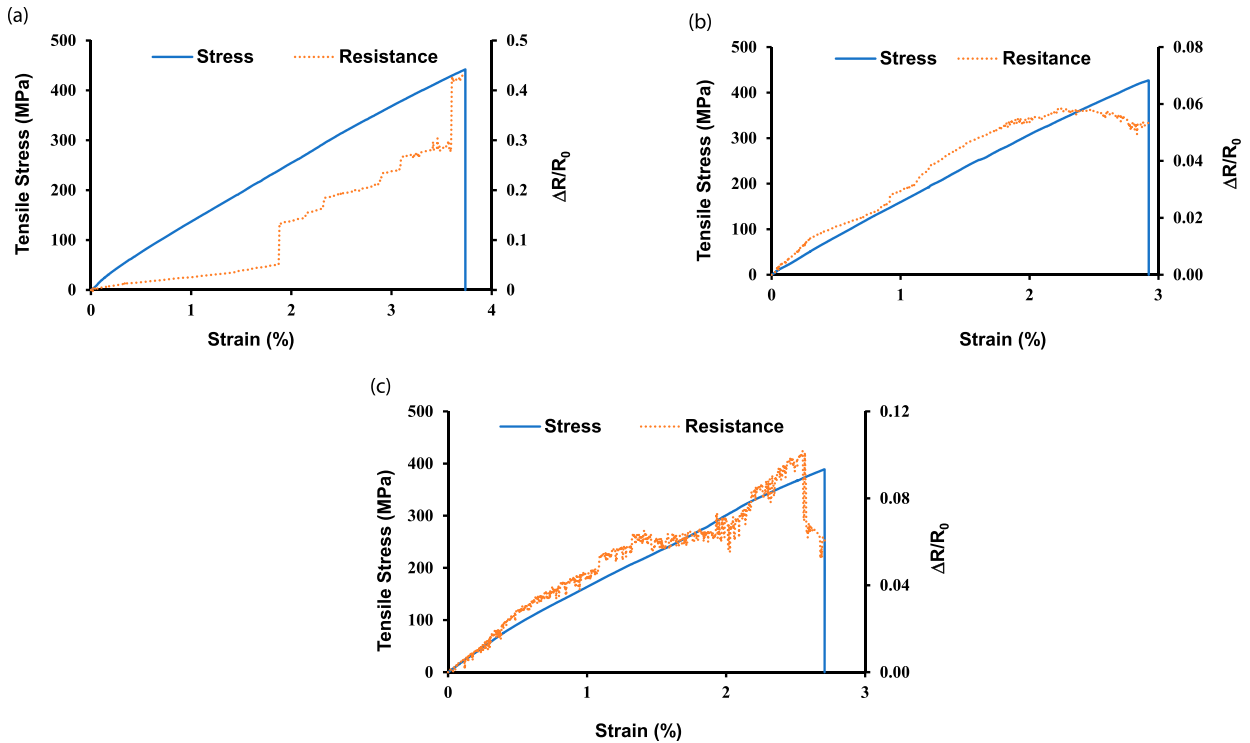 (a)
Stress
Resistance
Tensile Stress (MPa)
500
400
300
200
100
0
0
1
2
3
4
Strain (%)
0.5
0.4
0.3
0.2
0.1
0
ΔR/R0
(b)
Stress
Resitance
Tensile Stress (MPa)
500
400
300
200
100
0
0
1
2
3
Strain (%)
0.08
0.06
0.04
0.02
0.00
ΔR/R0
(c)
Stress
Resistance
Tensile Stress (MPa)
500
400
300
200
100
0
0
1
2
3
Strain (%)
0.12
0.08
0.04
0.00
ΔR/R0